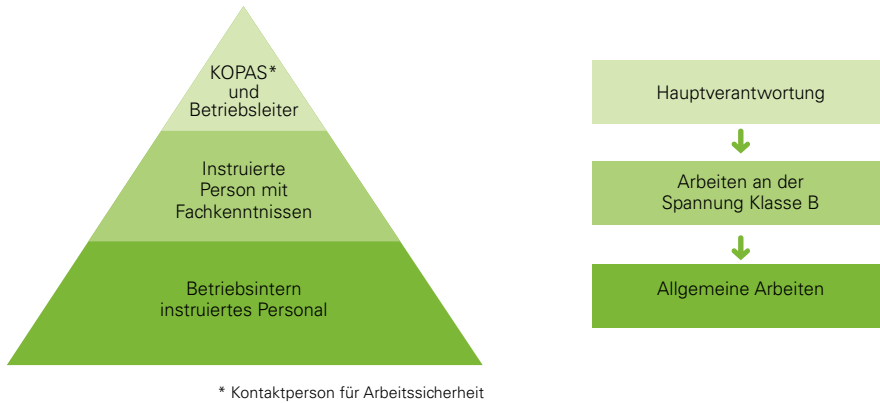 KOPAS*
und
Betriebsleiter
Instruierte
Person mit
Fachkenntnissen
Betriebsintern
instruiertes Personal
* Kontaktperson für Arbeitssicherheit
Hauptverantwortung
Arbeiten an der
Spannung Klasse B
Allgemeine Arbeiten